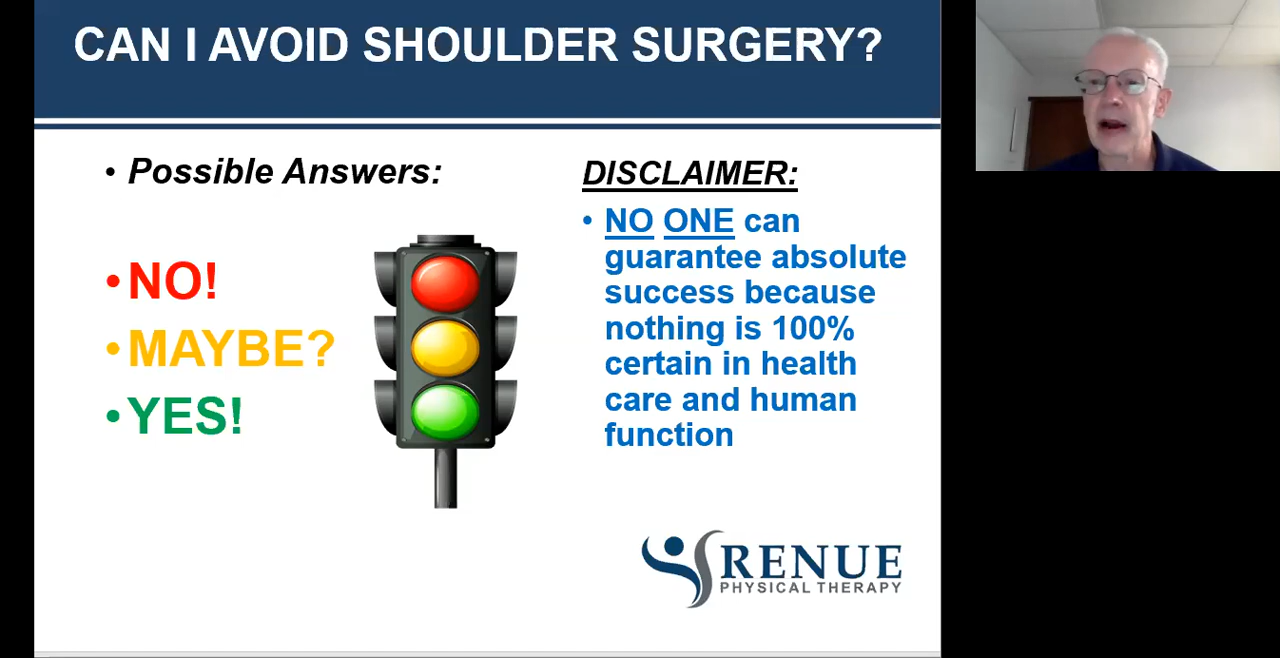 CAN I AVOID SHOULDER SURGERY?
• Possible Answers:
• NO!
• MAYBE?
• YES!
DISCLAIMER:
• NO ONE can
guarantee absolute
success because
nothing is 100%
certain in health
care and human
function
RENUE
PHYSICAL THERAPY